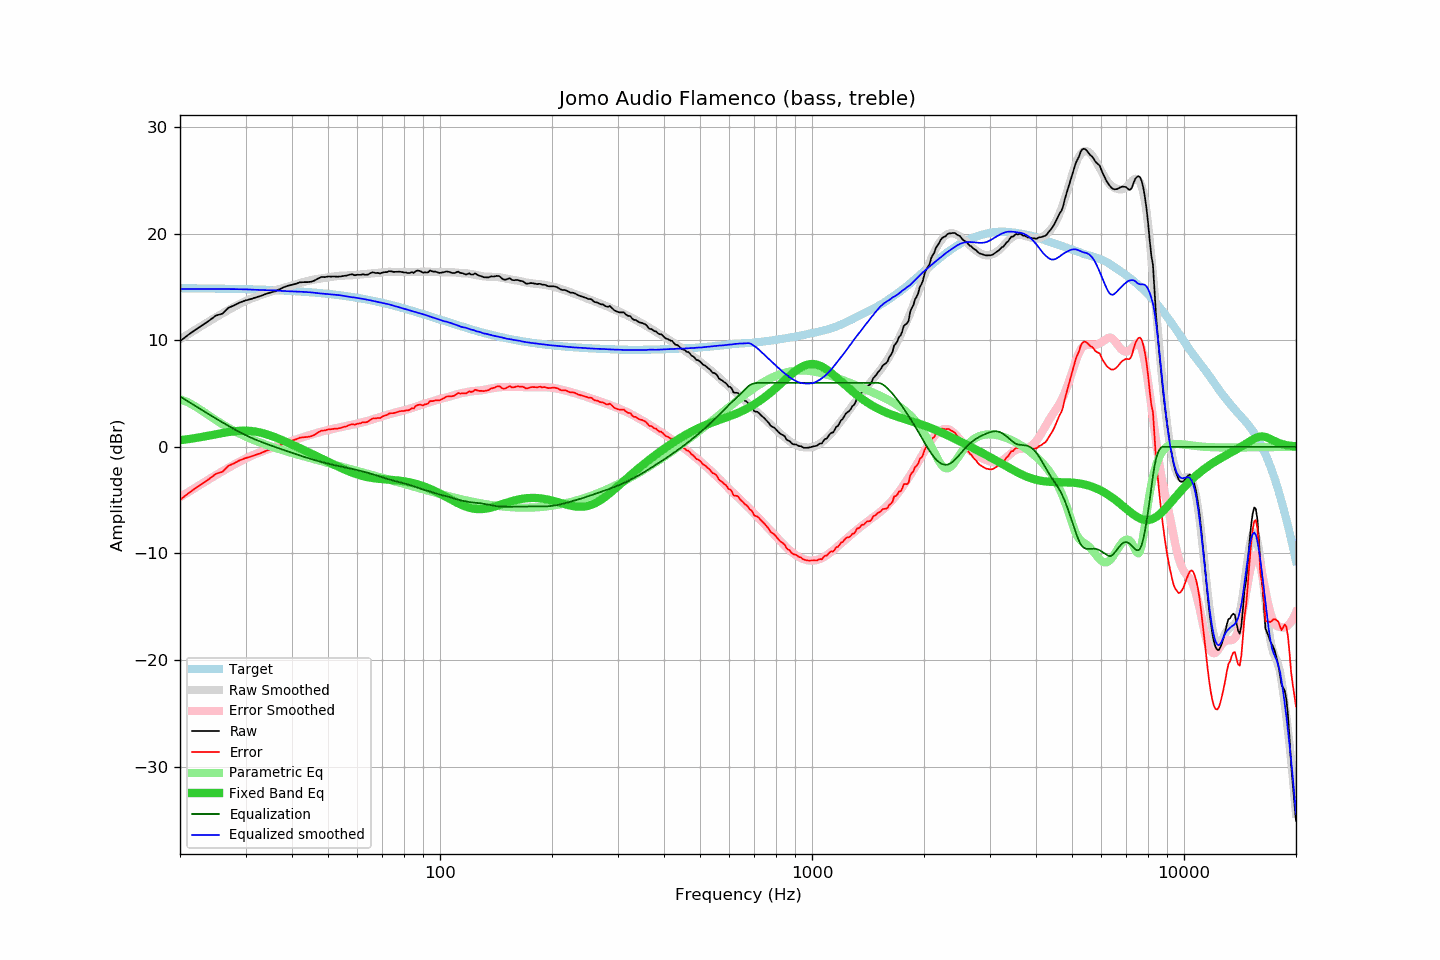 Jomo Audio Flamenco (bass, treble)
Amplitude (dBr)
30
20
10
0
−10
−20
−30
Target
Raw Smoothed
Error Smoothed
Raw
Error
Parametric Eq
Fixed Band Eq
Equalization
Equalized smoothed
100
1000
10000
Frequency (Hz)